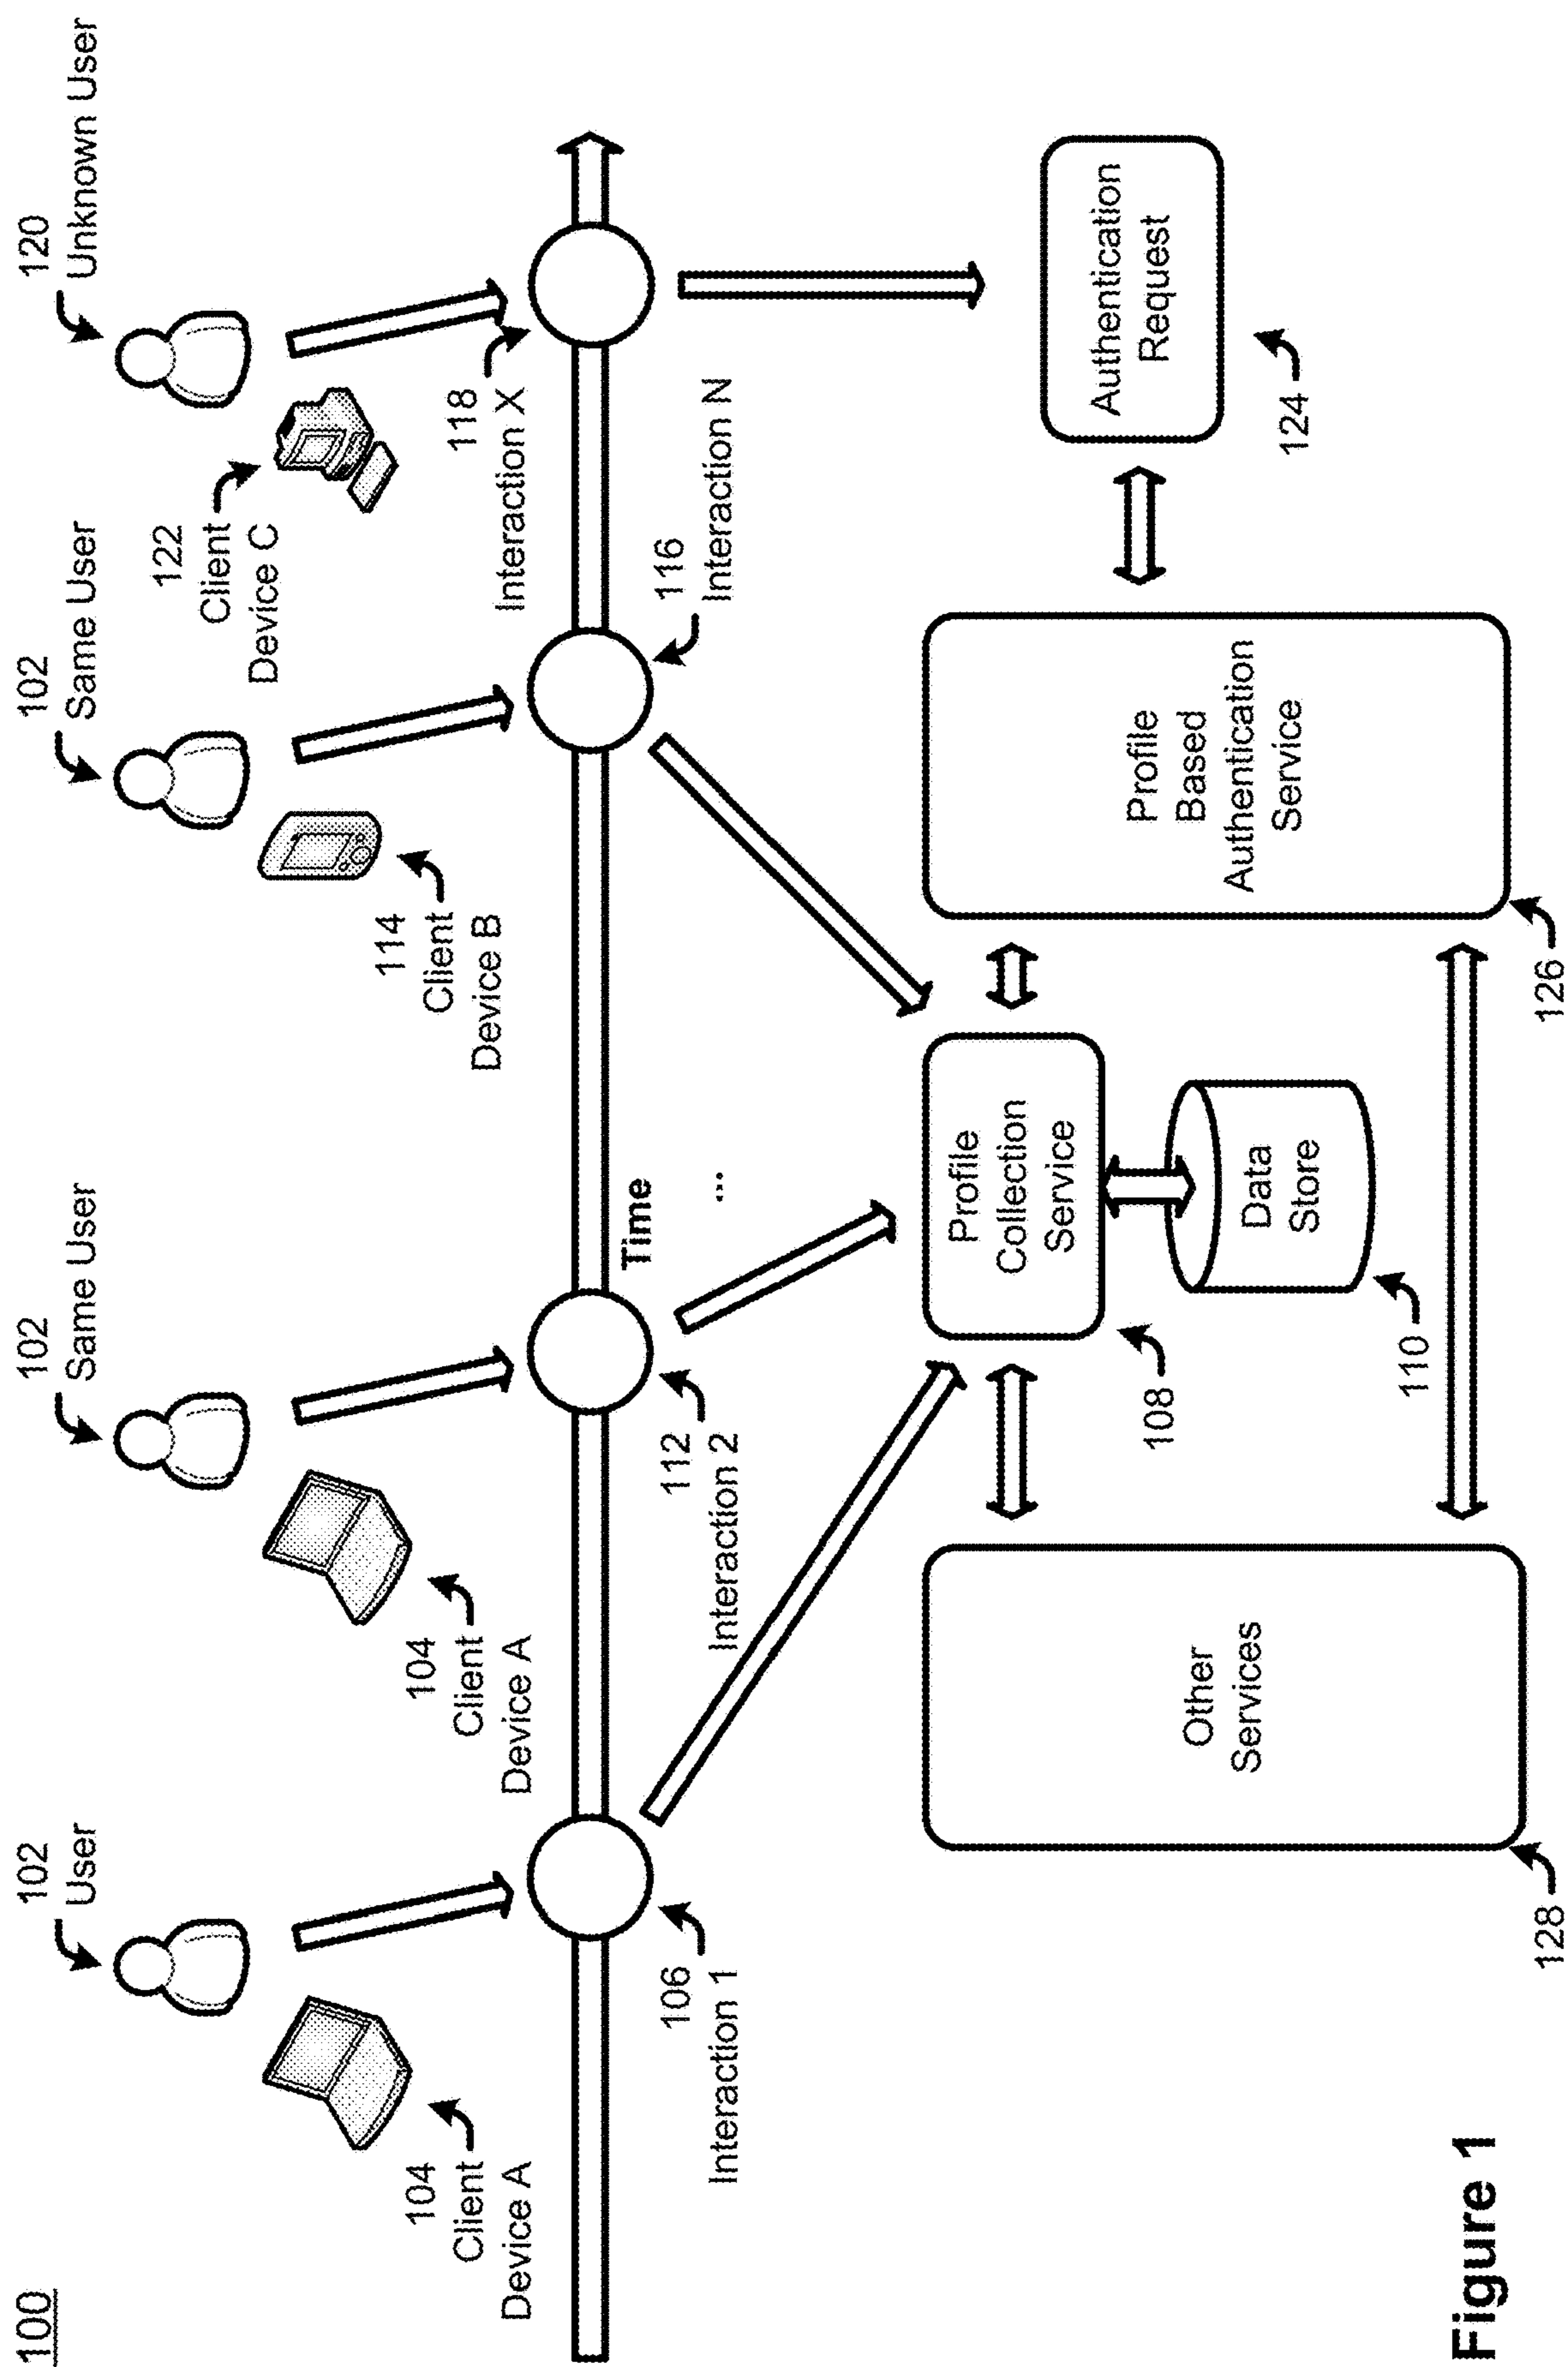 100
102
User
102
Same User
102
Same User
120
Unknown User
104
Client
Device A
104
Client
Device A
114
Client
Device B
122
Client
Device C
118
Interaction X
Time
106
Interaction 1
112
Interaction 2
...
116
Interaction N
Other
Services
128
Profile
Collection
Service
108
Data
Store
110
Profile
Based
Authentication
Service
126
Authentication
Request
124
Figure 1